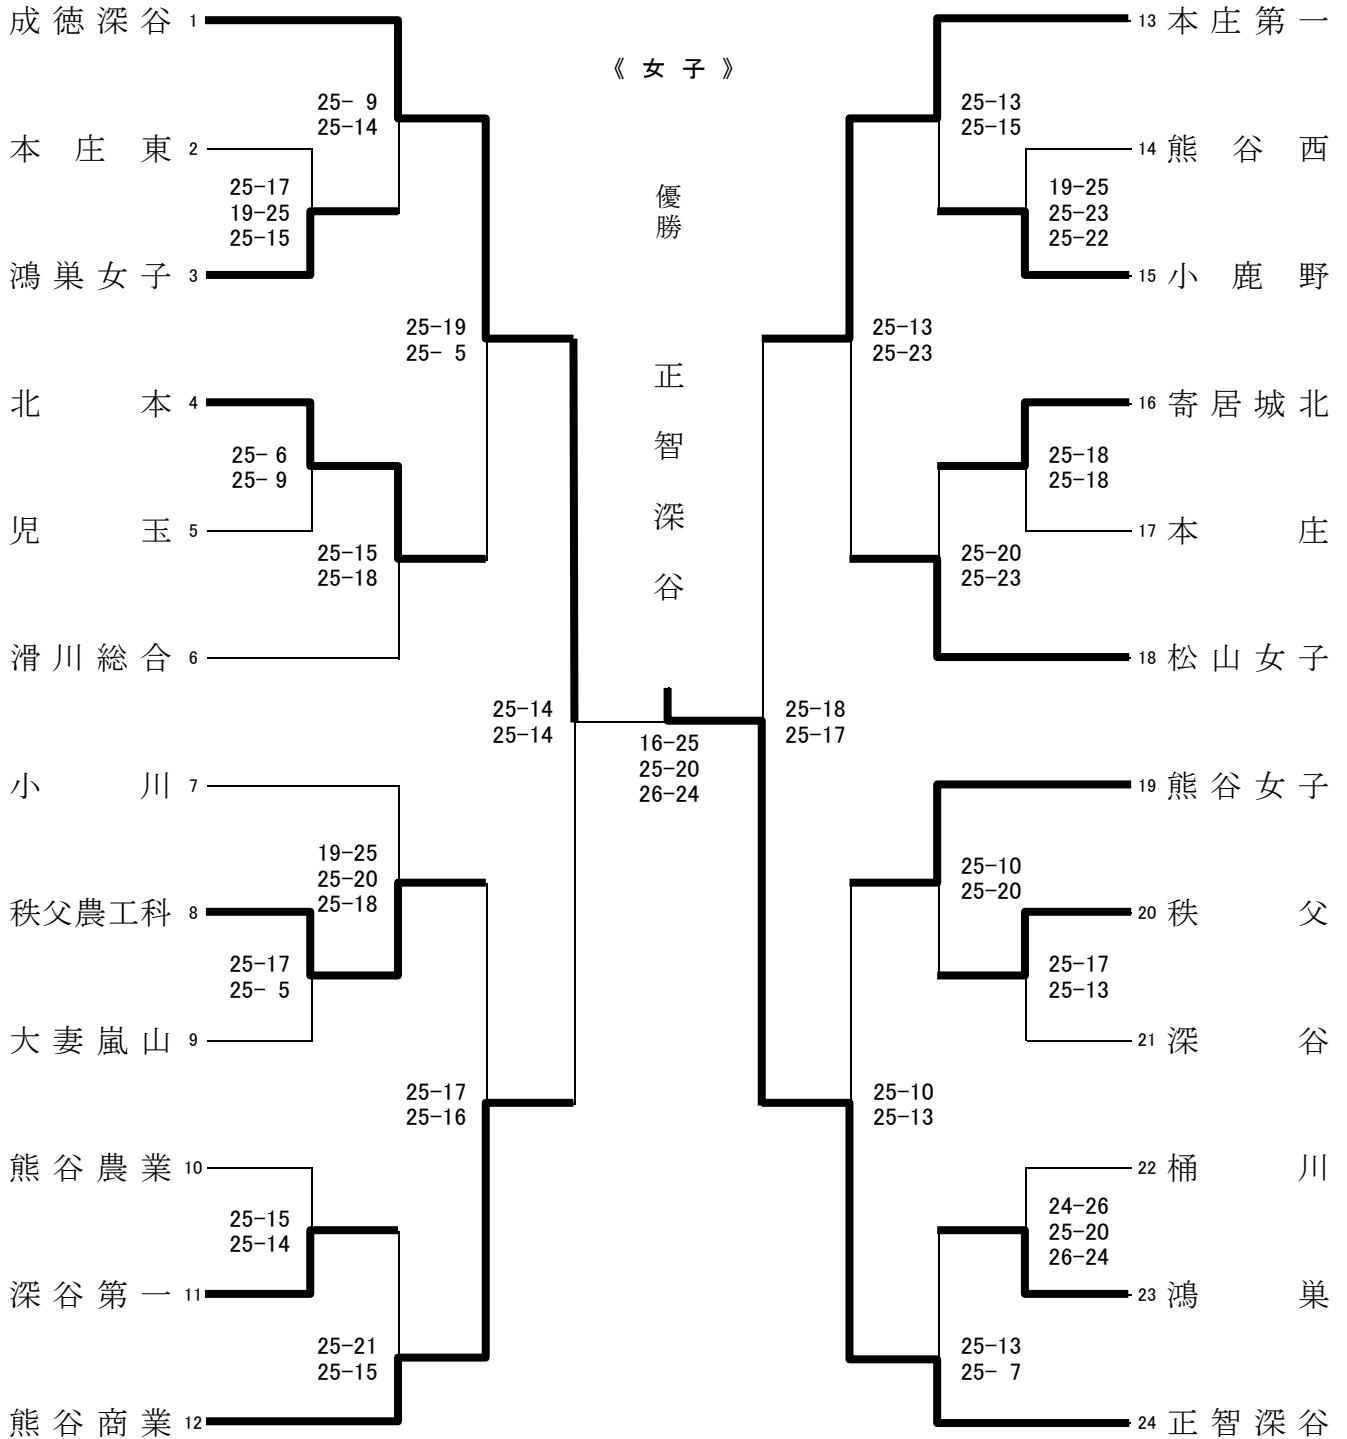 《 女 子 》
優勝
正智深谷
成徳深谷 1
25- 9
25-14
本庄東 2
25-17
19-25
25-15
鴻巣女子 3
25-19
25- 5
北本 4
25- 6
25- 9
児玉 5
25-15
25-18
滑川総合 6
25-14
25-14
小川 7
19-25
25-20
25-18
秩父農工科 8
25-17
25- 5
大妻嵐山 9
25-17
25-16
熊谷農業 10
25-15
25-14
深谷第一 11
25-21
25-15
熊谷商業 12
16-25
25-20
26-24
13 本庄第一
25-13
25-15
14 熊谷西
19-25
25-23
25-22
15 小鹿野
25-13
25-23
16 寄居城北
25-18
25-18
17 本庄
25-20
25-23
18 松山女子
25-18
25-17
19 熊谷女子
25-10
25-20
20 秩父
25-17
25-13
21 深谷
25-10
25-13
22 桶川
24-26
25-20
26-24
23 鴻巣
25-13
25- 7
24 正智深谷